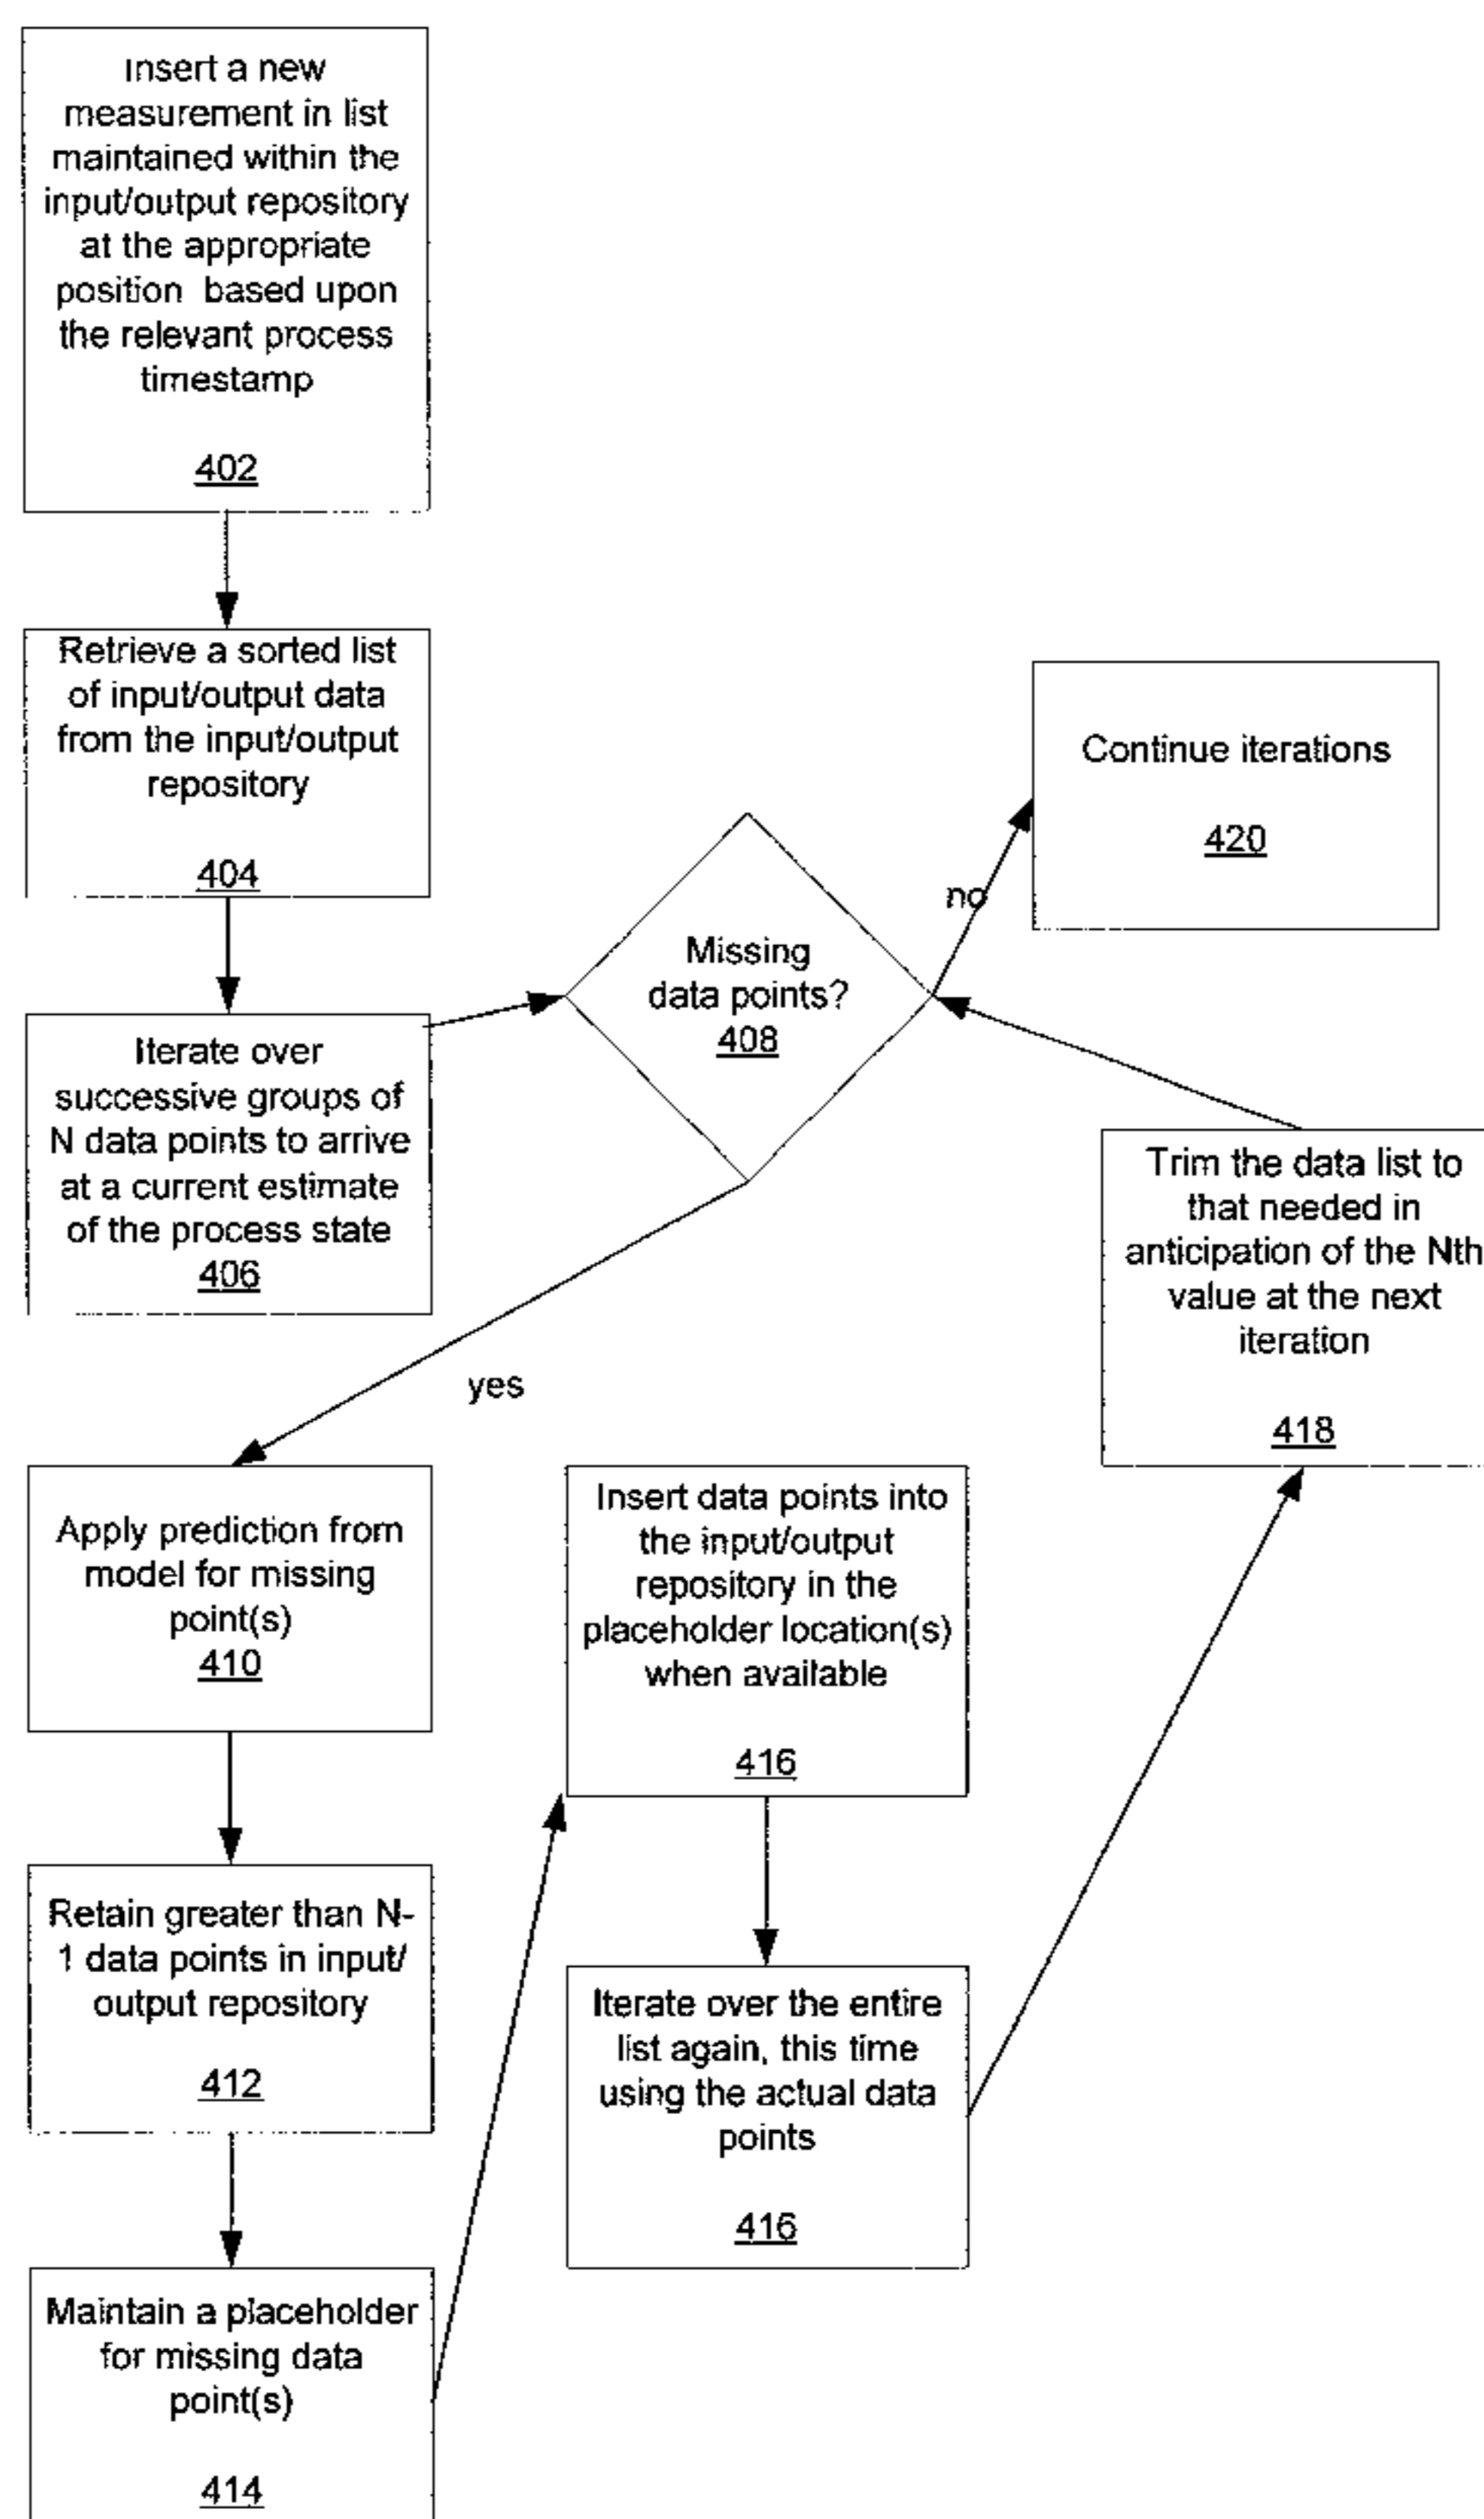 Insert a new
measurement in list
maintained within the
input/output repository
at the appropriate
position based upon
the relevant process
timestamp
402
Retrieve a sorted list
of input/output data
from the input/output
repository
404
Iterate over
successive groups of
N data points to arrive
at a current estimate
of the process state
406
Missing
data points?
408
no
Continue iterations
420
yes
Apply prediction from
model for missing
point(s)
410
Retain greater than N-
1 data points in input/
output repository
412
Maintain a placeholder
for missing data
point(s)
414
Insert data points into
the input/output
repository in the
placeholder location(s)
when available
416
Iterate over the entire
list again, this time
using the actual data
points
416
Trim the data list to
that needed in
anticipation of the Nth
value at the next
iteration
418